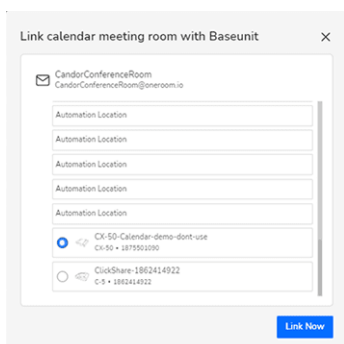 Link calendar meeting room with Baseunit
CandorConferenceRoom
CandorConferenceRoom@oneroom.io
Automation Location
Automation Location
Automation Location
Automation Location
Automation Location
CX-50-Calendar-demo-dont-use
CX-50 • 1875501090
ClickShare-1862414922
C-5 • 1862414922
Link Now